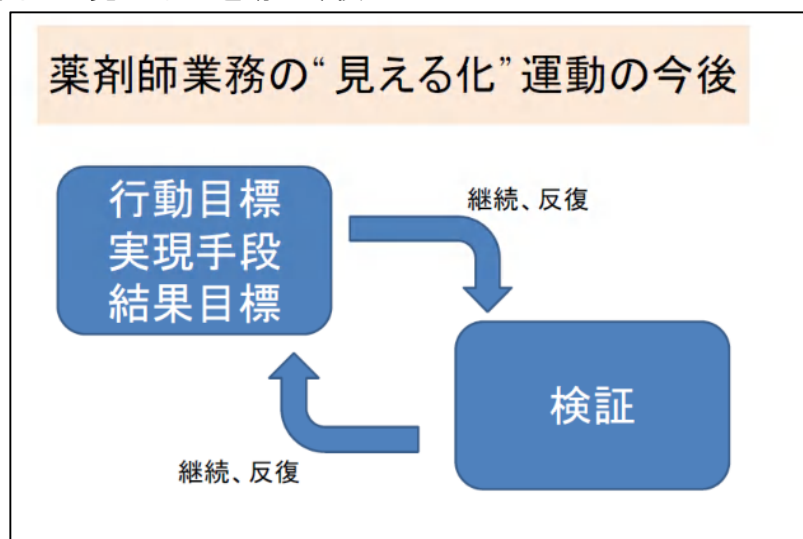 薬剤師業務の“見える化”運動の今後
行動目標
実現手段
結果目標
継続、反復
検証
継続、反復